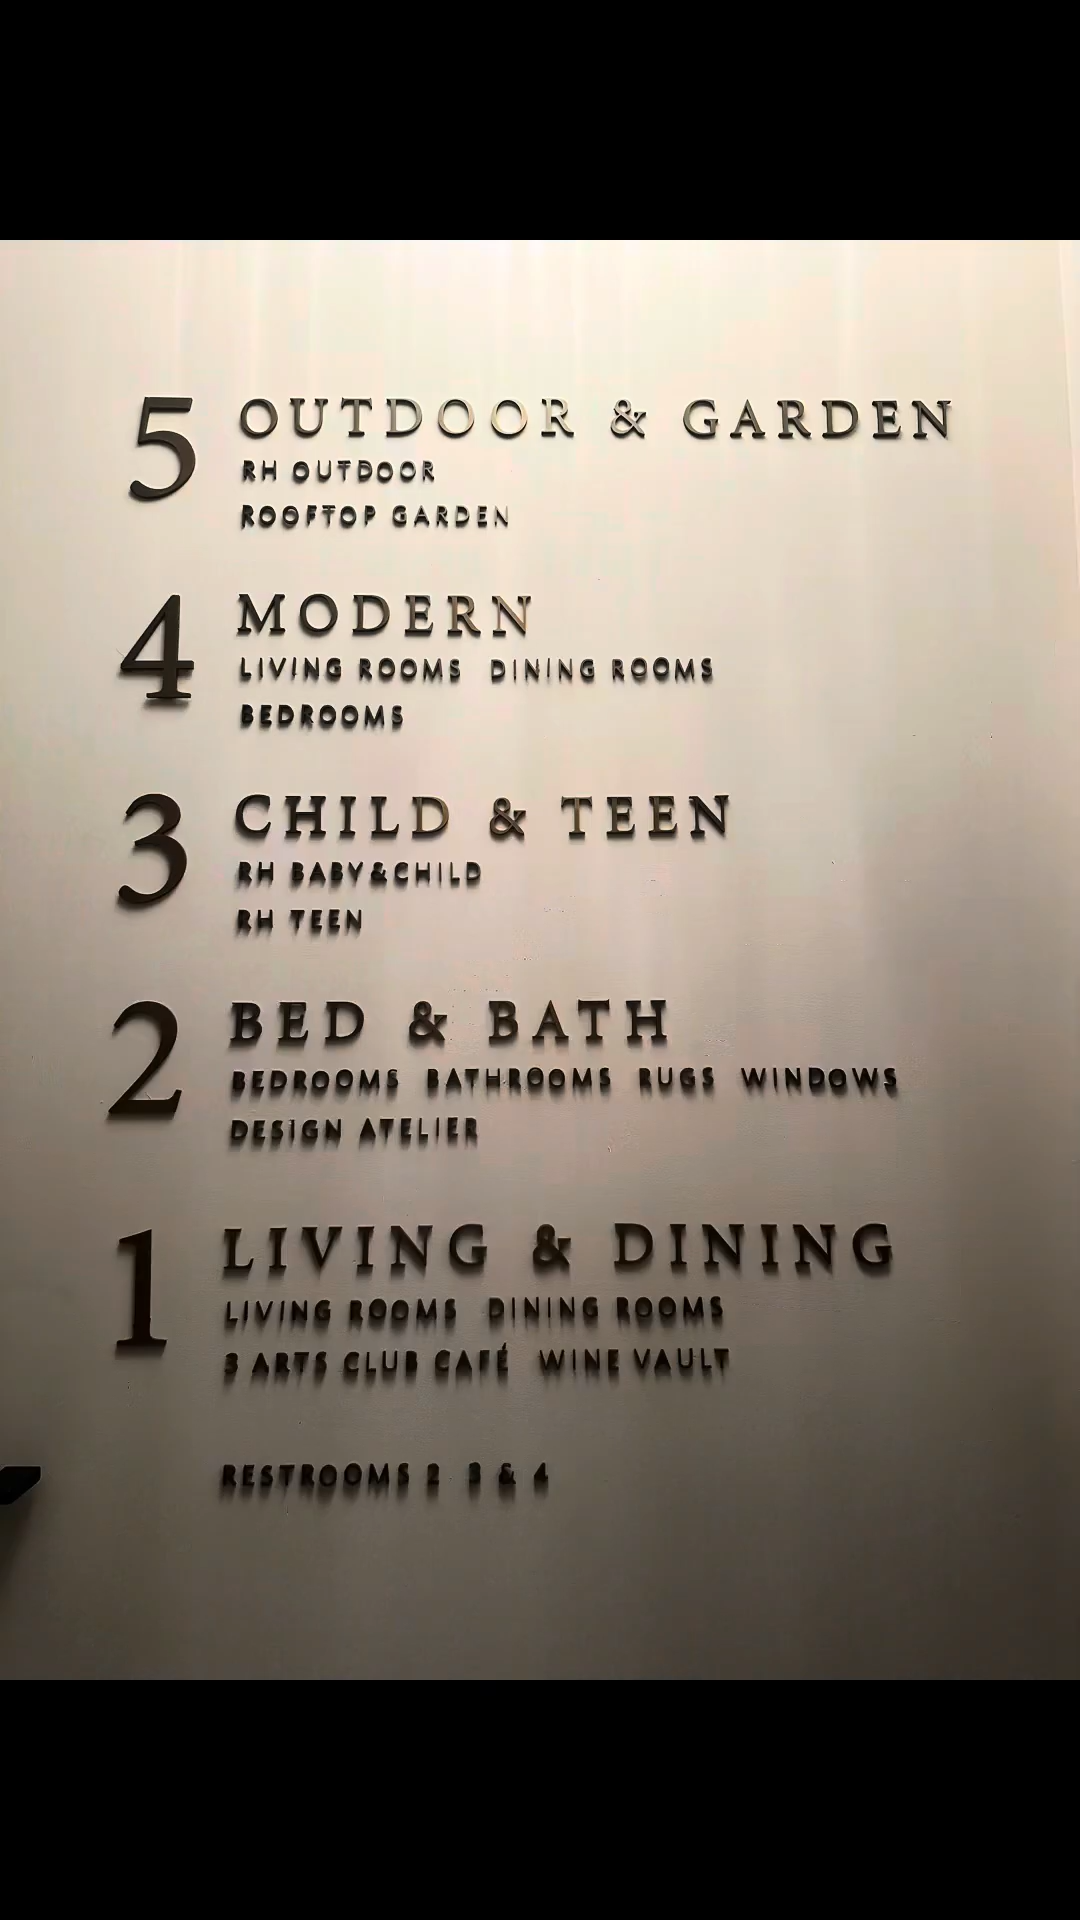 5 OUTDOOR & GARDEN
RH OUTDOOR
ROOFTOP GARDEN
4 MODERN
LIVING ROOMS DINING ROOMS
BEDROOMS
3 CHILD & TEEN
RH BABY&CHILD
RH TEEN
2 BED & BATH
BEDROOMS BATHROOMS RUGS WINDOWS
DESIGN ATELIER
1 LIVING & DINING
LIVING ROOMS DINING ROOMS
3 ARTS CLUB CAFÉ WINE VAULT
RESTROOMS 2 3 & 4